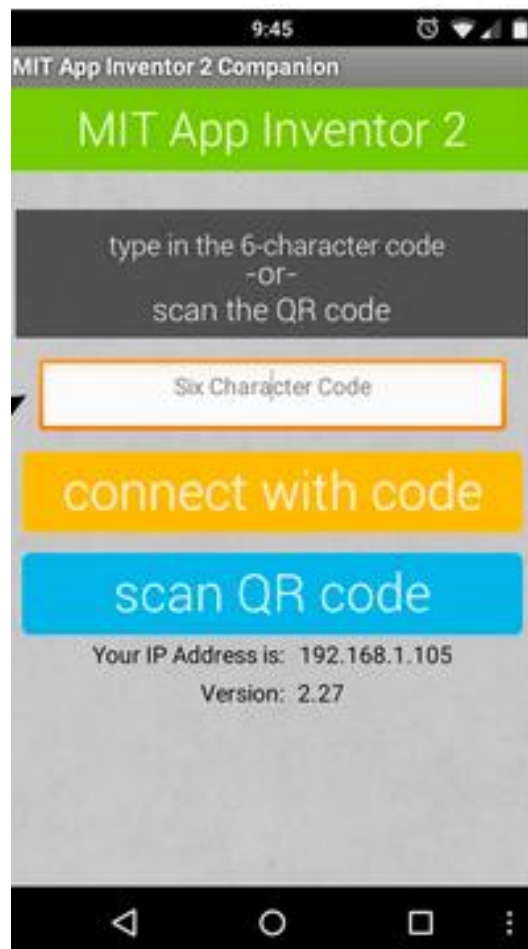 9:45
MIT App Inventor 2 Companion
MIT App Inventor 2
type in the 6-character code
-or-
scan the QR code
Six Character Code
connect with code
scan QR code
Your IP Address is: 192.168.1.105
Version: 2.27